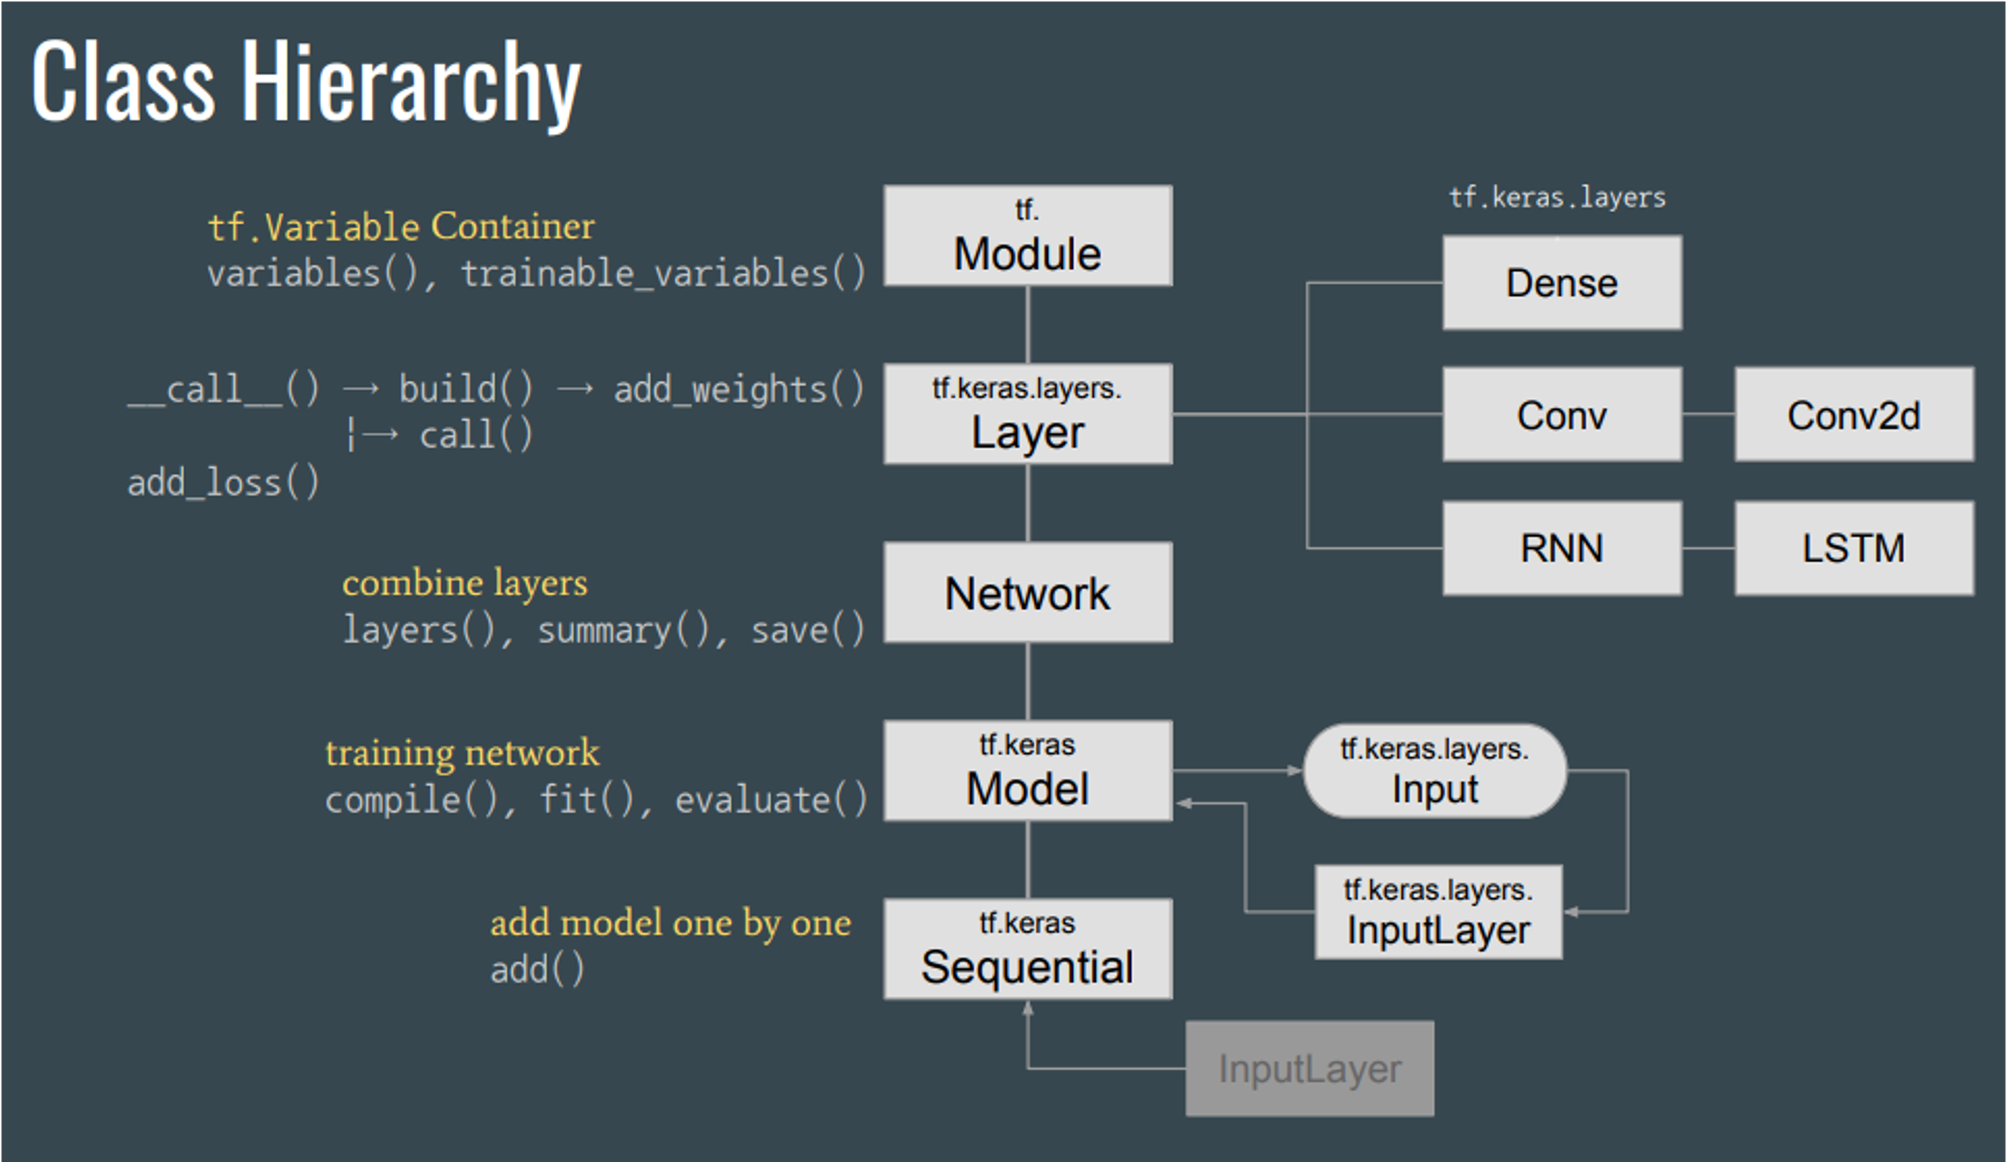 Class Hierarchy
tf.Variable Container
variables(), trainable_variables()
tf.
Module
tf.keras.layers
Dense
__call__() → build() → add_weights()
¦→ call()
add_loss()
tf.keras.layers.
Layer
Conv
Conv2d
RNN
LSTM
combine layers
layers(), summary(), save()
Network
training network
compile(), fit(), evaluate()
tf.keras
Model
tf.keras.layers.
Input
tf.keras.layers.
InputLayer
add model one by one
add()
tf.keras
Sequential
InputLayer